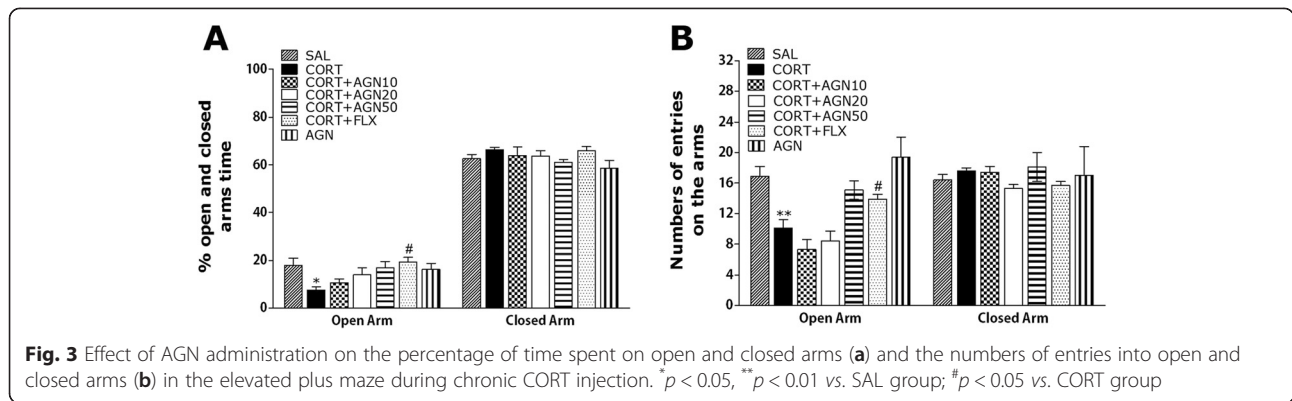 A
SAL
CORT
CORT+AGN10
CORT+AGN20
CORT+AGN50
CORT+FLX
AGN
% open and closed
arms time
100
80
60
40
20
0
*
#
Open Arm
Closed Arm
B
SAL
CORT
CORT+AGN10
CORT+AGN20
CORT+AGN50
CORT+FLX
AGN
Numbers of entries
on the arms
32
28
24
20
16
12
8
4
0
**
#
Open Arm
Closed Arm
Fig. 3 Effect of AGN administration on the percentage of time spent on open and closed arms (a) and the numbers of entries into open and
closed arms (b) in the elevated plus maze during chronic CORT injection. *p < 0.05, **p < 0.01 vs. SAL group; #p < 0.05 vs. CORT group